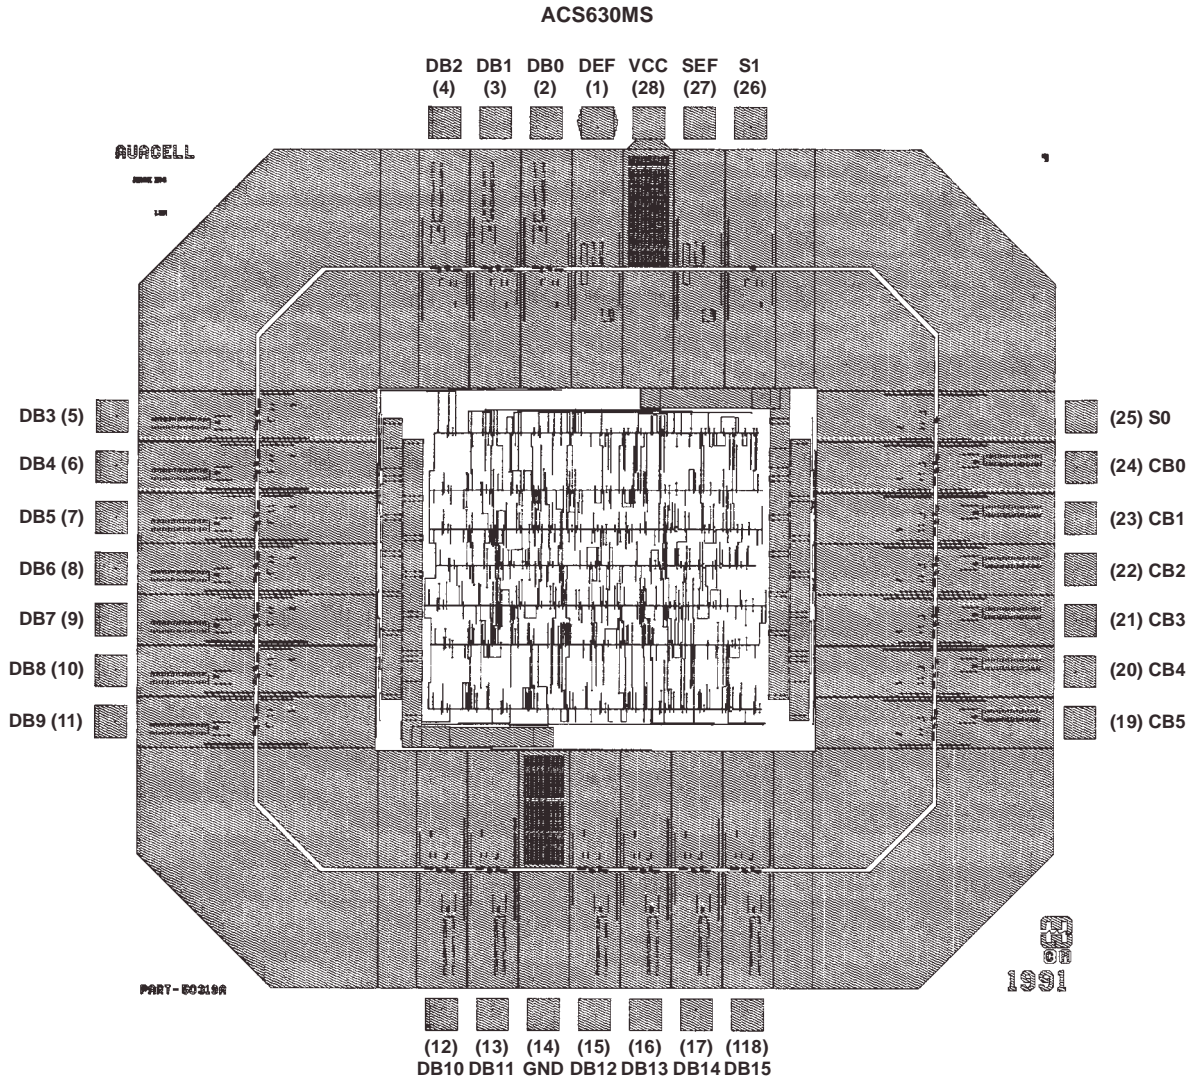 ACS630MS
DB2 DB1 DB0 DEF VCC SEF S1
(4) (3) (2) (1) (28) (27) (26)
AVACELL
DB3 (5)
DB4 (6)
DB5 (7)
DB6 (8)
DB7 (9)
DB8 (10)
DB9 (11)
(25) S0
(24) CB0
(23) CB1
(22) CB2
(21) CB3
(20) CB4
(19) CB5
PART-50319A
1991
(12) (13) (14) (15) (16) (17) (118)
DB10 DB11 GND DB12 DB13 DB14 DB15